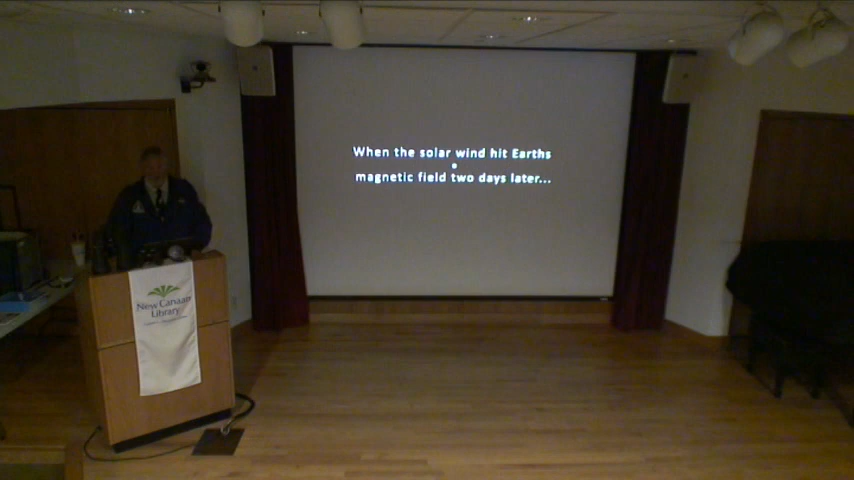 When the solar wind hit Earths
magnetic field two days later...
New Canaan
Library